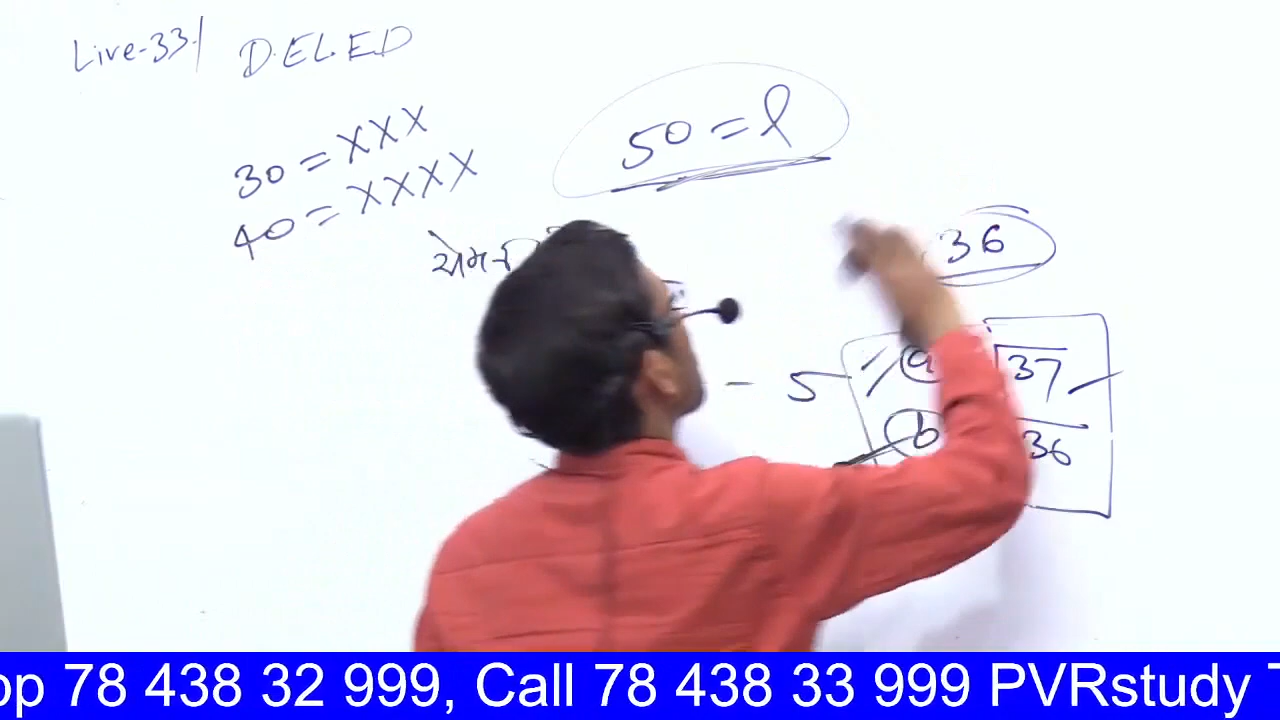 Live-331 D.EL.ED
30 = XXX
40 = XXXX
50 = l
36
- 5
a 37
b 36
op 78 438 32 999, Call 78 438 33 999 PVRstudy T